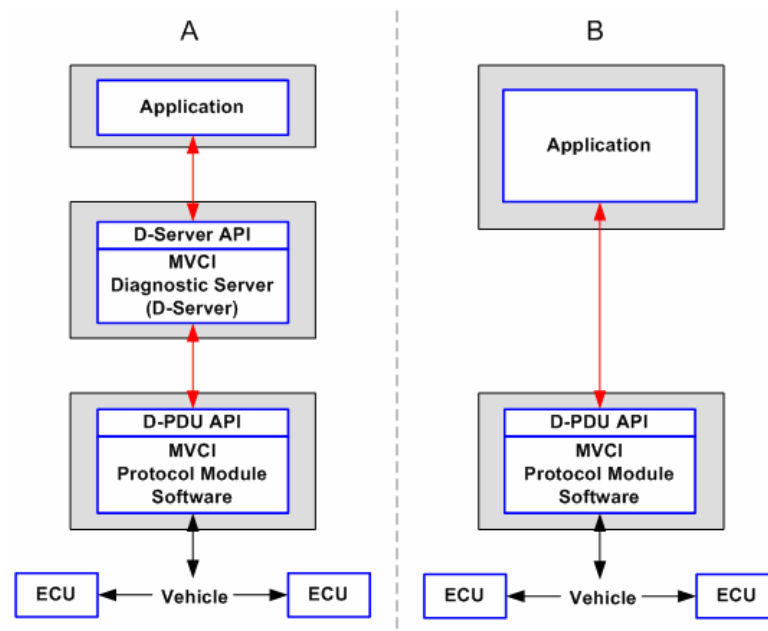 A
Application
D-Server API
MVCI
Diagnostic Server
(D-Server)
D-PDU API
MVCI
Protocol Module
Software
ECU
Vehicle
ECU
B
Application
D-PDU API
MVCI
Protocol Module
Software
ECU
Vehicle
ECU